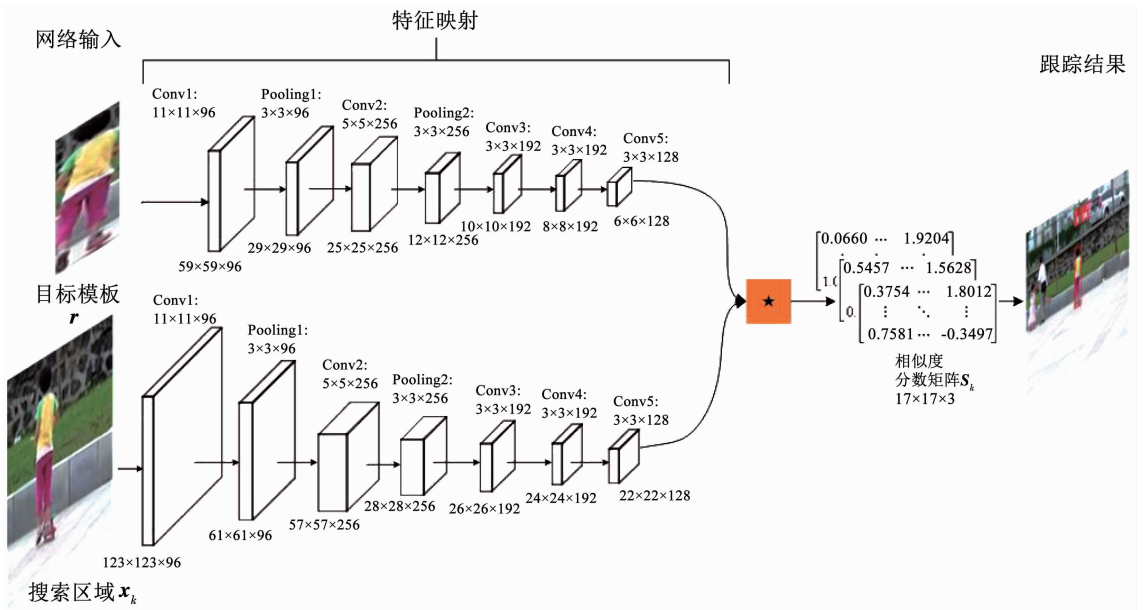 网络输入
特征映射
跟踪结果
Conv1:
11×11×96
Pooling1:
3×3×96
Conv2:
5×5×256
Pooling2:
3×3×256
Conv3:
3×3×192
Conv4:
3×3×192
Conv5:
3×3×128
59×59×96
29×29×96
25×25×256
12×12×256
10×10×192
8×8×192
6×6×128
目标模板
r
Conv1:
11×11×96
Pooling1:
3×3×96
Conv2:
5×5×256
Pooling2:
3×3×256
Conv3:
3×3×192
Conv4:
3×3×192
Conv5:
3×3×128
123×123×96
61×61×96
57×57×256
28×28×256
26×26×192
24×24×192
22×22×128
搜索区域 xk
★
0.0660 ··· 1.9204
0.5457 ··· 1.5628
0.3754 ··· 1.8012
⋮ ⋱ ⋮
0.7581 ··· -0.3497
相似度
分数矩阵Sk
17×17×3